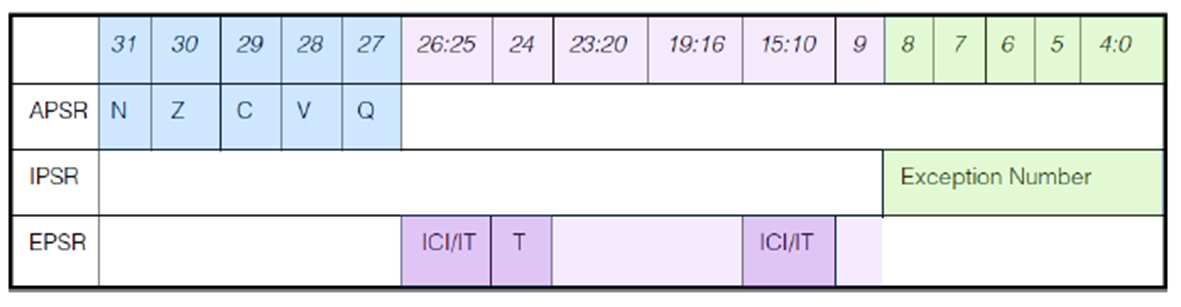 31 30 29 28 27 26:25 24 23:20 19:16 15:10 9 8 7 6 5 4:0
APSR N Z C V Q
IPSR Exception Number
EPSR ICI/IT T ICI/IT